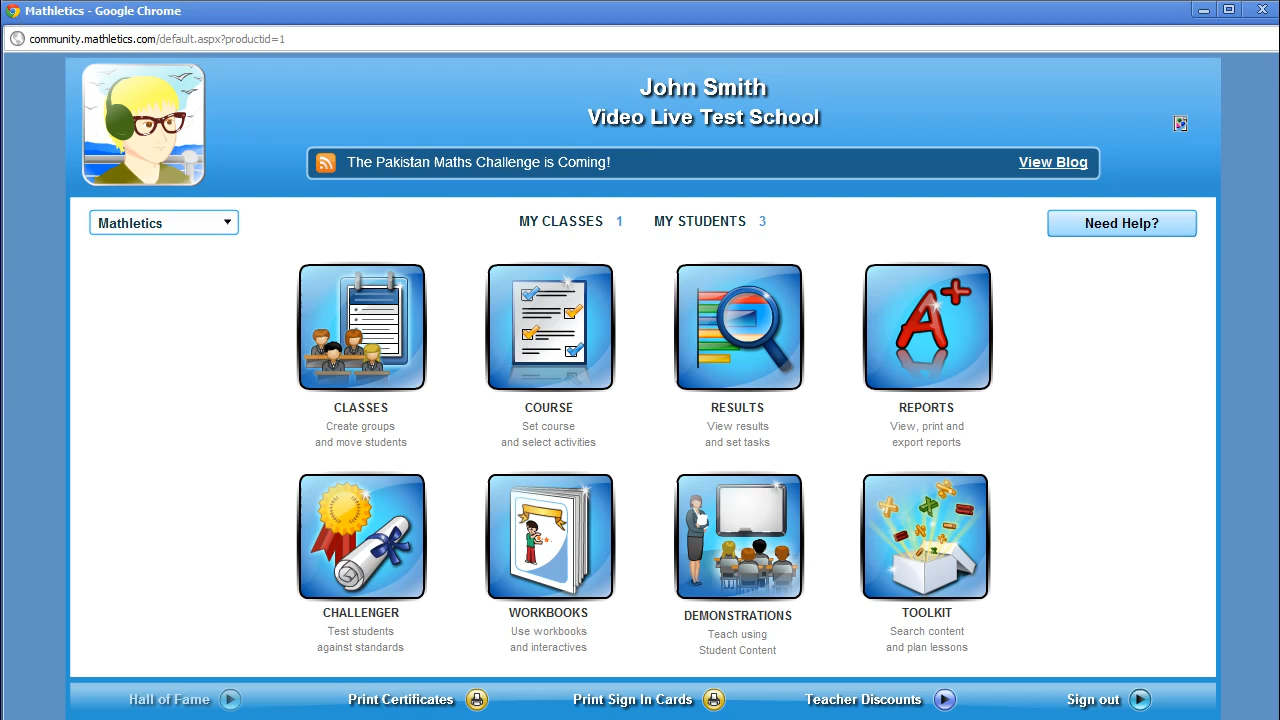 Mathletics - Google Chrome
community.mathletics.com/default.aspx?productid=1
John Smith
Video Live Test School
The Pakistan Maths Challenge is Coming! View Blog
Mathletics MY CLASSES 1 MY STUDENTS 3 Need Help?
CLASSES
Create groups
and move students
COURSE
Set course
and select activities
RESULTS
View results
and set tasks
REPORTS
View, print and
export reports
CHALLENGER
Test students
against standards
WORKBOOKS
Use workbooks
and interactives
DEMONSTRATIONS
Teach using
Student Content
TOOLKIT
Search content
and plan lessons
Hall of Fame Print Certificates Print Sign In Cards Teacher Discounts Sign out